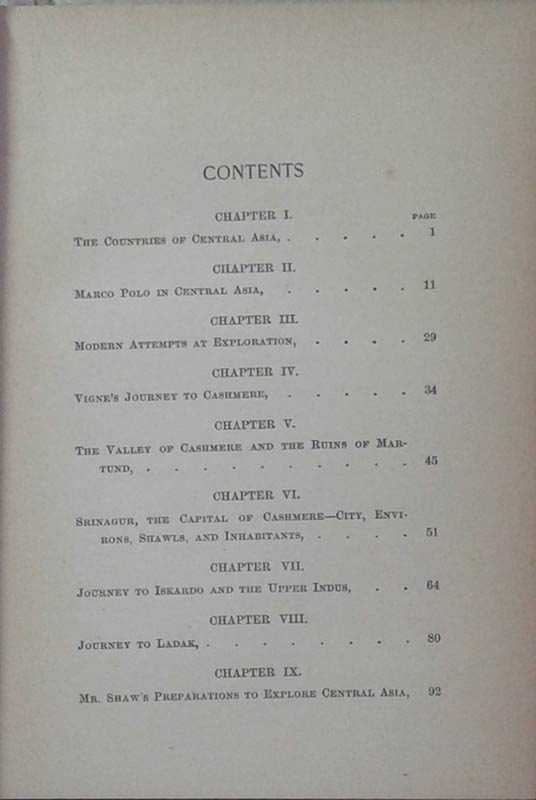 CONTENTS
CHAPTER I.
PAGE
The Countries of Central Asia, . . . . . 1
CHAPTER II.
Marco Polo in Central Asia, . . . . . 11
CHAPTER III.
Modern Attempts at Exploration, . . . . 29
CHAPTER IV.
Vigne's Journey to Cashmere, . . . . . 34
CHAPTER V.
The Valley of Cashmere and the Ruins of Mar-
tund, . . . . . . . . . . 45
CHAPTER VI.
Srinagur, the Capital of Cashmere—City, Envi-
rons, Shawls, and Inhabitants, . . . . 51
CHAPTER VII.
Journey to Iskardo and the Upper Indus, . . 64
CHAPTER VIII.
Journey to Ladak, . . . . . . . . 80
CHAPTER IX.
Mr. Shaw's Preparations to Explore Central Asia, 92